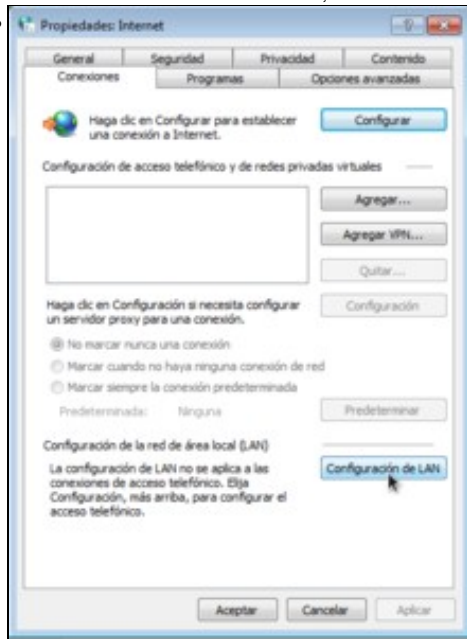 Propiedades: Internet
General
Seguridad
Privacidad
Contenido
Conexiones
Programas
Opciones avanzadas
Haga clic en Configurar para establecer
una conexión a Internet.
Configurar
Configuración de acceso telefónico y de redes privadas virtuales
Agregar...
Agregar VPN...
Quitar...
Haga clic en Configuración si necesita configurar
un servidor proxy para una conexión.
Configuración
No marcar nunca una conexión
Marcar cuando no haya ninguna conexión de red
Marcar siempre la conexión predeterminada
Predeterminada: Ninguna
Predeterminar
Configuración de la red de área local (LAN)
La configuración de LAN no se aplica a las
conexiones de acceso telefónico. Elija
Configuración, más arriba, para configurar el
acceso telefónico.
Configuración de LAN
Aceptar
Cancelar
Aplicar